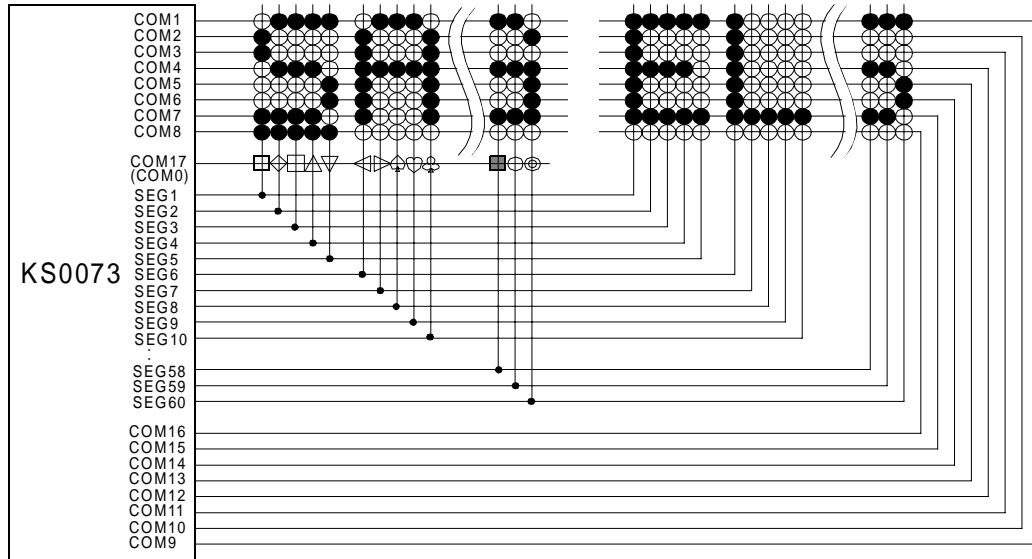 COM1
COM2
COM3
COM4
COM5
COM6
COM7
COM8
COM17
(COM0)
SEG1
SEG2
SEG3
SEG4
SEG5
KS0073
SEG6
SEG7
SEG8
SEG9
SEG10
:
SEG58
SEG59
SEG60
COM16
COM15
COM14
COM13
COM12
COM11
COM10
COM9